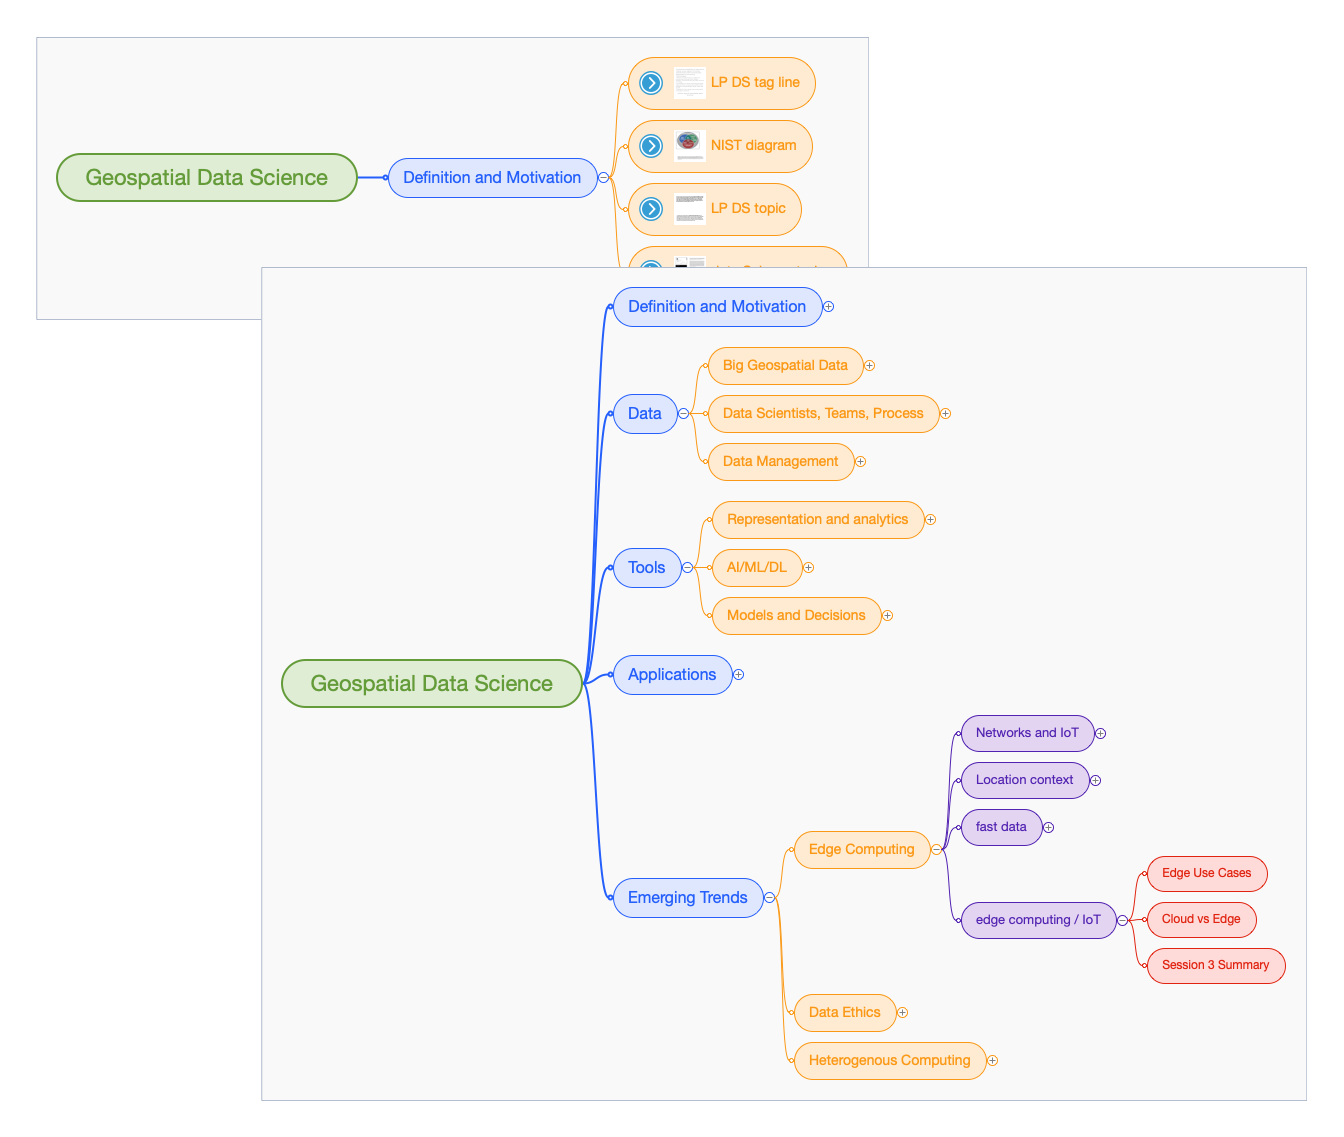 LP DS tag line
NIST diagram
Geospatial Data Science
Definition and Motivation
LP DS topic
Definition and Motivation
Big Geospatial Data
Data
Data Scientists, Teams, Process
Data Management
Representation and analytics
Tools
AI/ML/DL
Models and Decisions
Applications
Geospatial Data Science
Networks and IoT
Location context
fast data
Edge Computing
Edge Use Cases
Emerging Trends
edge computing / IoT
Cloud vs Edge
Session 3 Summary
Data Ethics
Heterogenous Computing